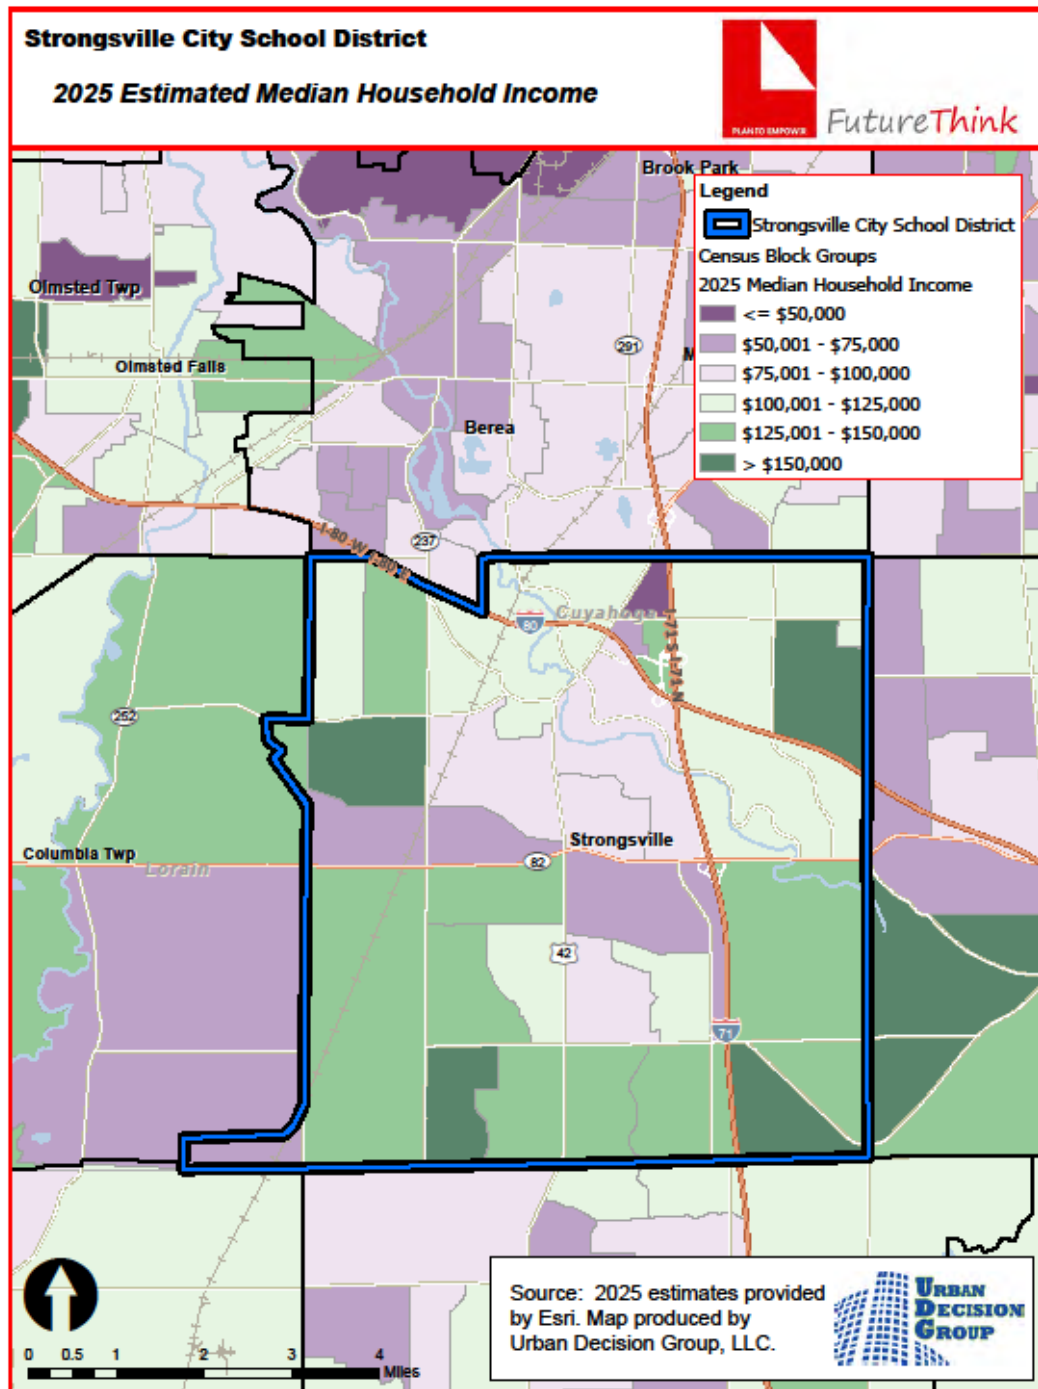 Strongsville City School District
2025 Estimated Median Household Income
PLAN TO EMPOWER
FutureThink
Brook Park
Legend
Strongsville City School District
Census Block Groups
2025 Median Household Income
<= $50,000
$50,001 - $75,000
$75,001 - $100,000
$100,001 - $125,000
$125,001 - $150,000
> $150,000
Olmsted Twp
291
M
Olmsted Falls
Berea
237
I-80 W I-80 E
Cuyahoga
80
I-71 S I-71 N
252
Strongsville
Columbia Twp
Lorain
82
42
71
Source: 2025 estimates provided
by Esri. Map produced by
Urban Decision Group, LLC.
URBAN
DECISION
GROUP
0 0.5 1 2 3 4
Miles